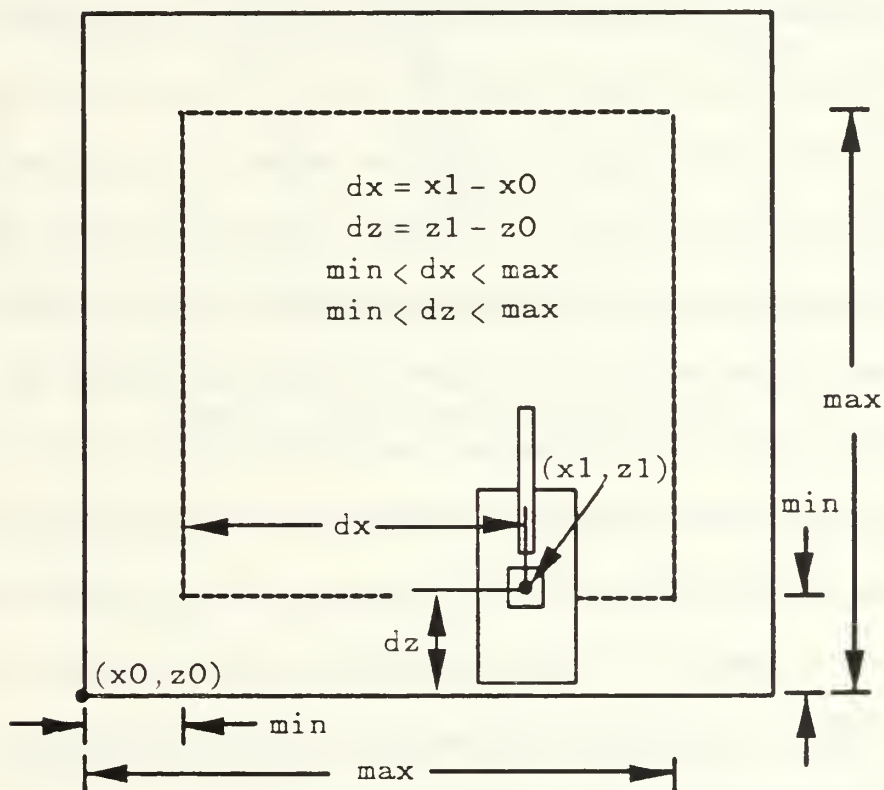 dx = x1 - x0
dz = z1 - z0
min < dx < max
min < dz < max
max
(x1,z1)
min
dx
dz
(x0,z0)
min
max